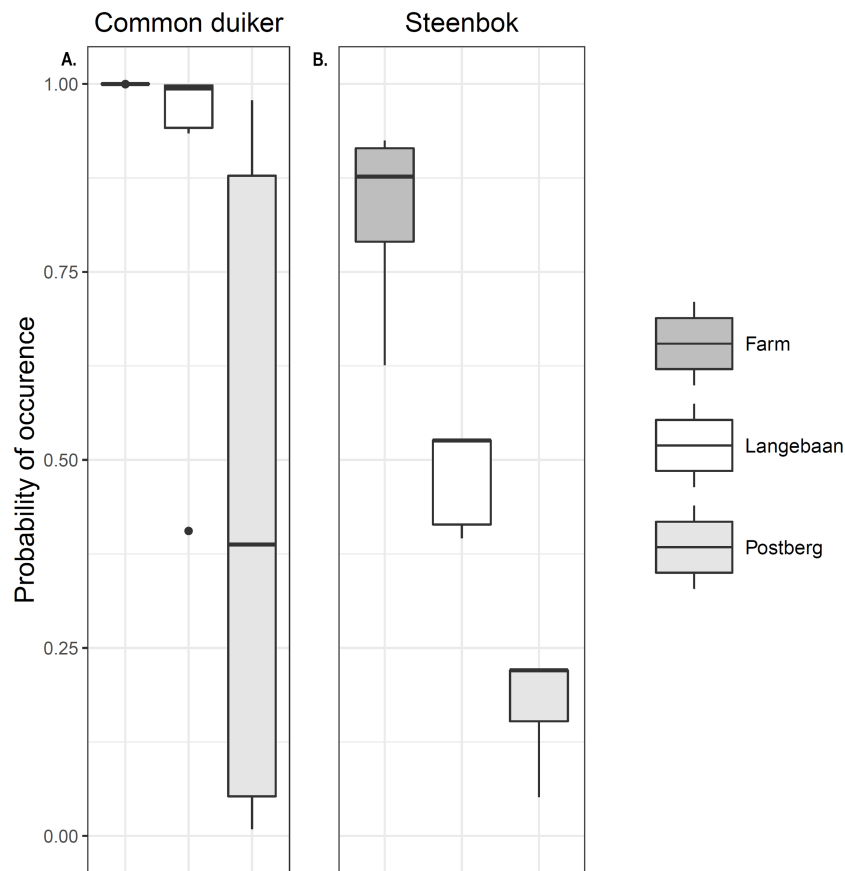 Common duiker
Steenbok
A.
B.
1.00
0.75
0.50
0.25
0.00
Probability of occurence
Farm
Langebaan
Postberg